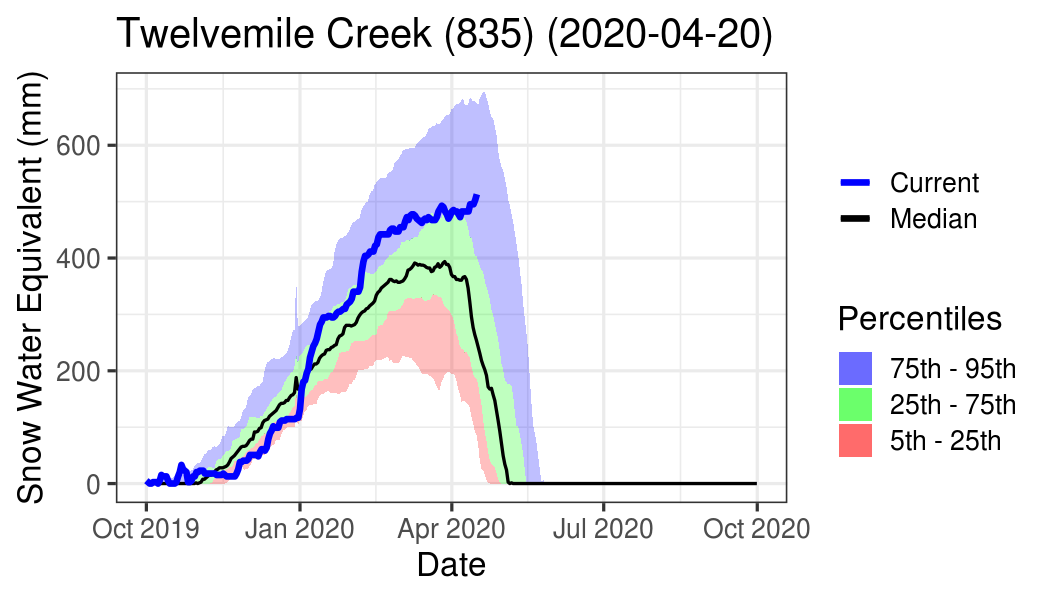 Twelvemile Creek (835) (2020-04-20)
Snow Water Equivalent (mm)
600
400
200
0
Oct 2019
Jan 2020
Apr 2020
Jul 2020
Oct 2020
Date
Current
Median
Percentiles
75th - 95th
25th - 75th
5th - 25th